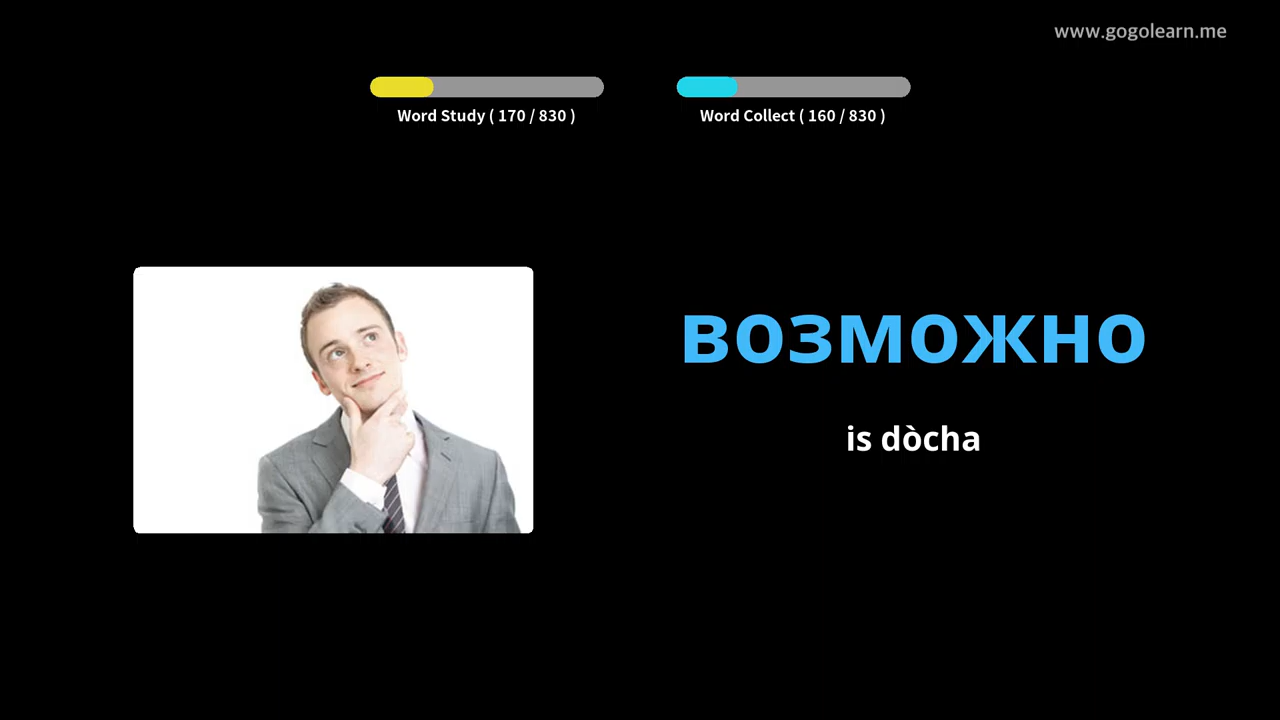 www.gogolearn.me
Word Study ( 170 / 830 )
Word Collect ( 160 / 830 )
возможно
is dòcha